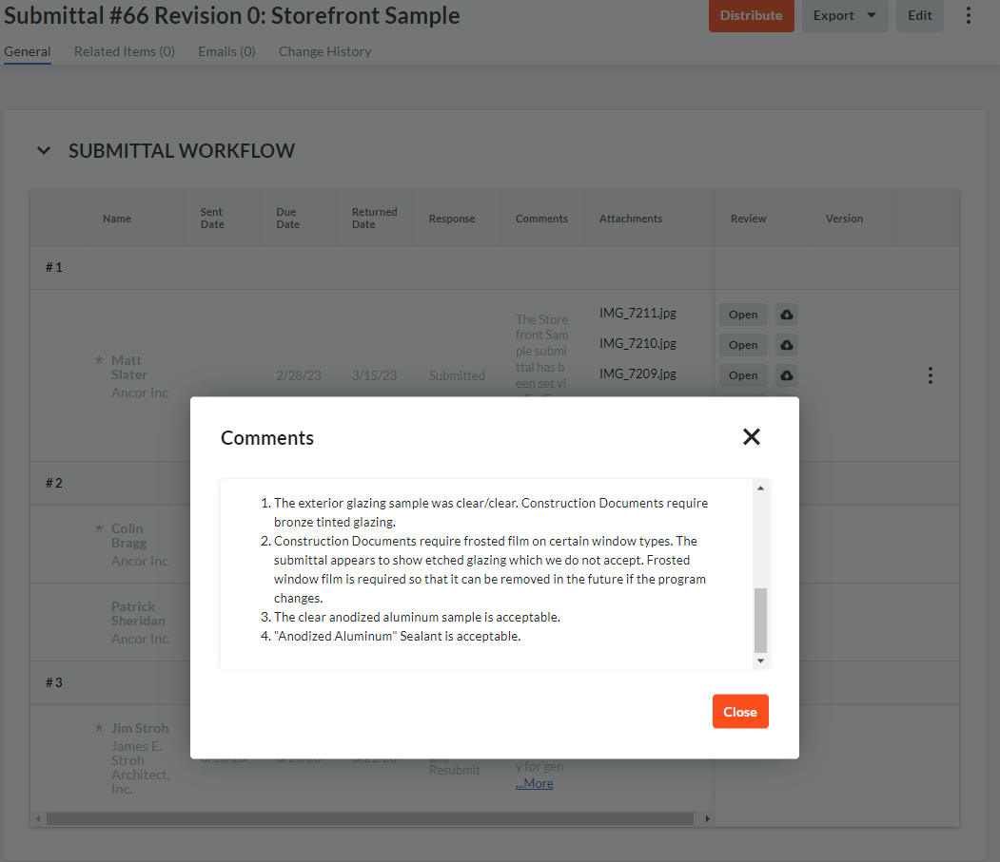 Submittal #66 Revision 0: Storefront Sample
Distribute
Export
Edit
General
Related Items (0)
Emails (0)
Change History
SUBMITTAL WORKFLOW
Name
Sent
Date
Due
Date
Returned
Date
Response
Comments
Attachments
Review
Version
#1
* Matt
Slater
Ancor Inc
2/28/23
3/15/23
Submitted
The Store
front Sam
ple submi
ttal has b
een set vi
IMG_7211.jpg
Open
IMG_7210.jpg
Open
IMG_7209.jpg
Open
#2
* Colin
Bragg
Ancor Inc
Patrick
Sheridan
Ancor Inc
#3
* Jim Stroh
James E.
Stroh
Architect,
Inc.
and
Resubmit
y for gen
...More
Comments
1. The exterior glazing sample was clear/clear. Construction Documents require
bronze tinted glazing.
2. Construction Documents require frosted film on certain window types. The
submittal appears to show etched glazing which we do not accept. Frosted
window film is required so that it can be removed in the future if the program
changes.
3. The clear anodized aluminum sample is acceptable.
4. "Anodized Aluminum" Sealant is acceptable.
Close